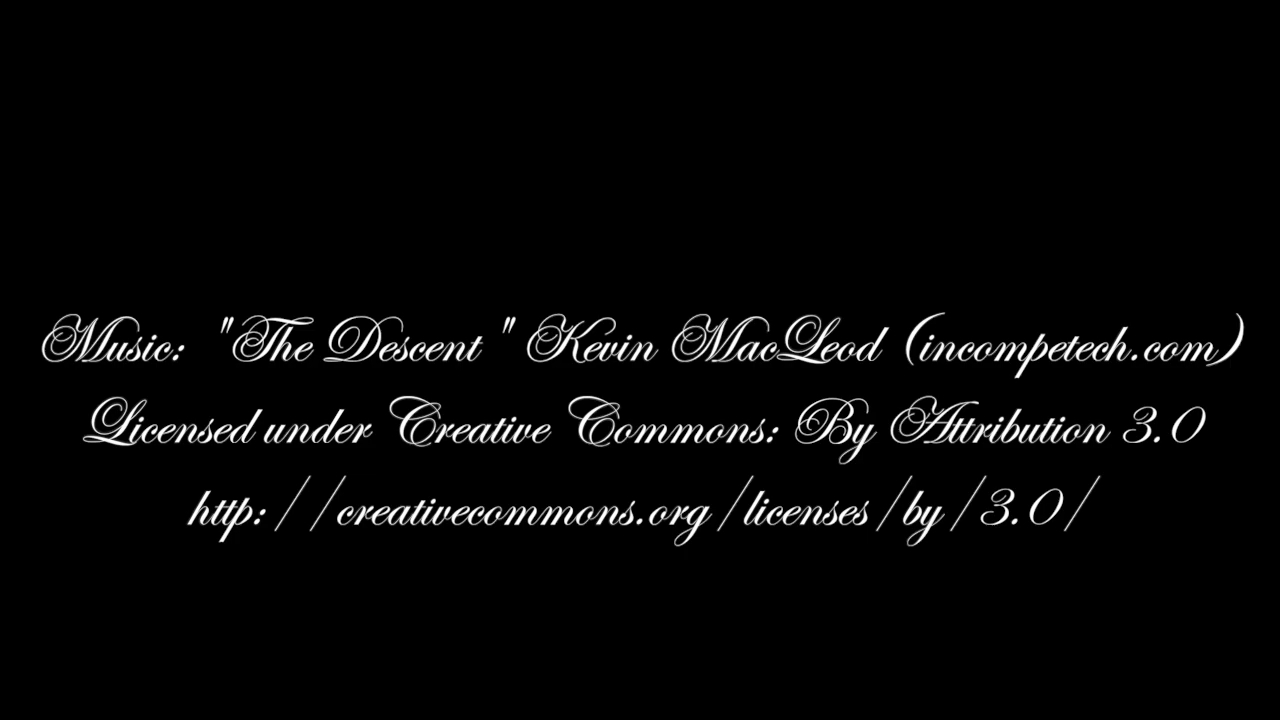 Music: "The Descent" Kevin MacLeod (incompetech.com)
Licensed under Creative Commons: By Attribution 3.0
http://creativecommons.org/licenses/by/3.0/